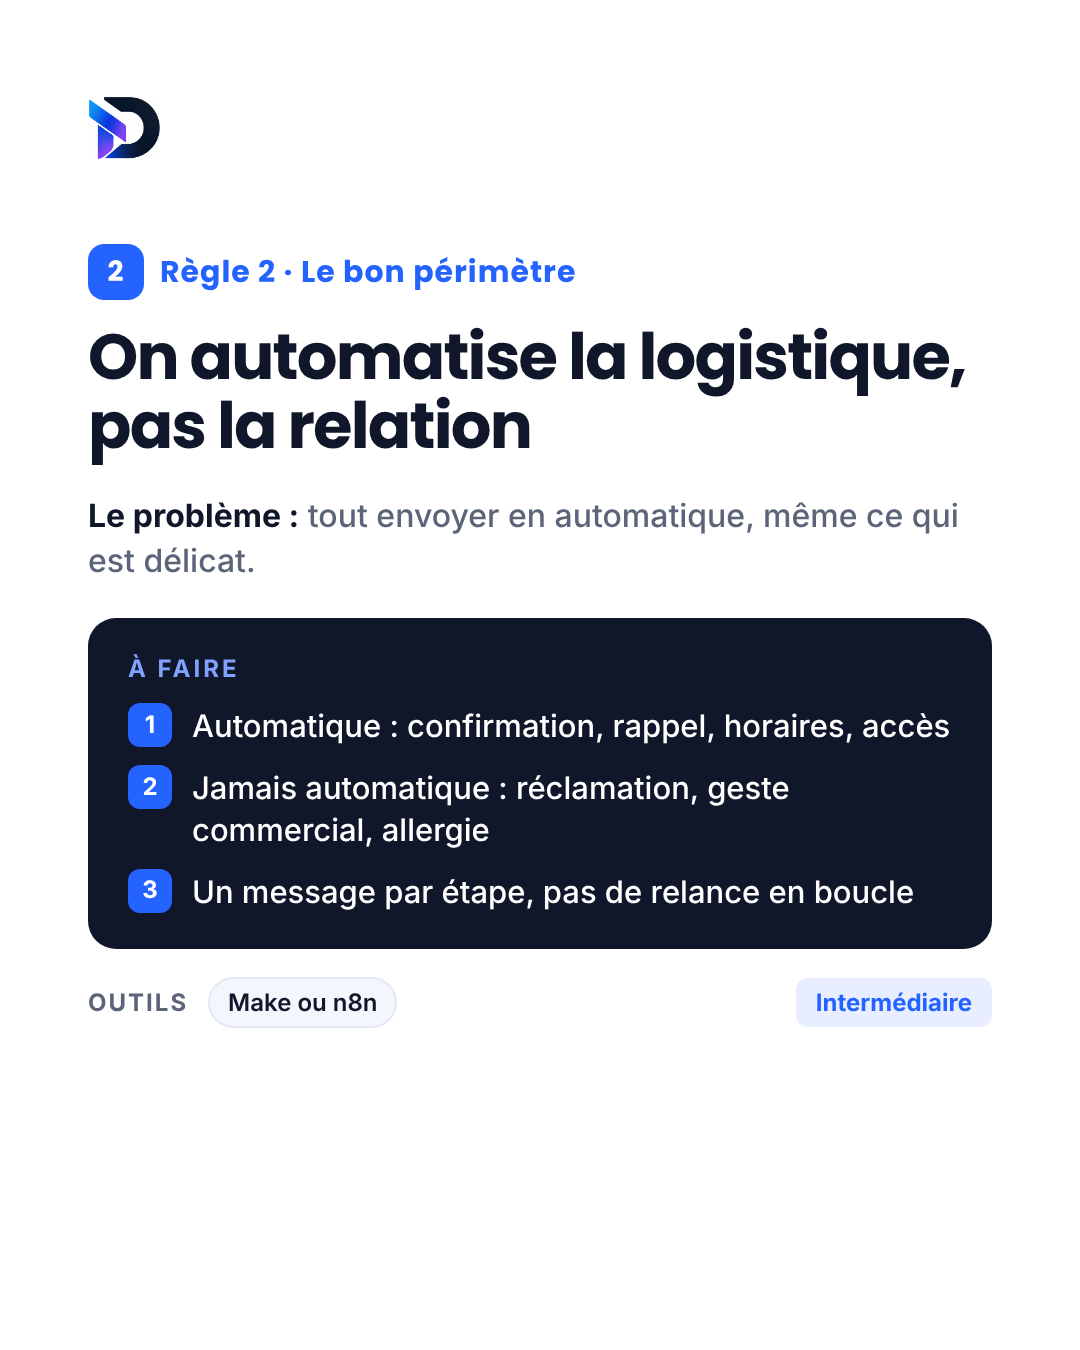 2 Règle 2 · Le bon périmètre
On automatise la logistique,
pas la relation
Le problème : tout envoyer en automatique, même ce qui
est délicat.
À FAIRE
1 Automatique : confirmation, rappel, horaires, accès
2 Jamais automatique : réclamation, geste
commercial, allergie
3 Un message par étape, pas de relance en boucle
OUTILS Make ou n8n Intermédiaire